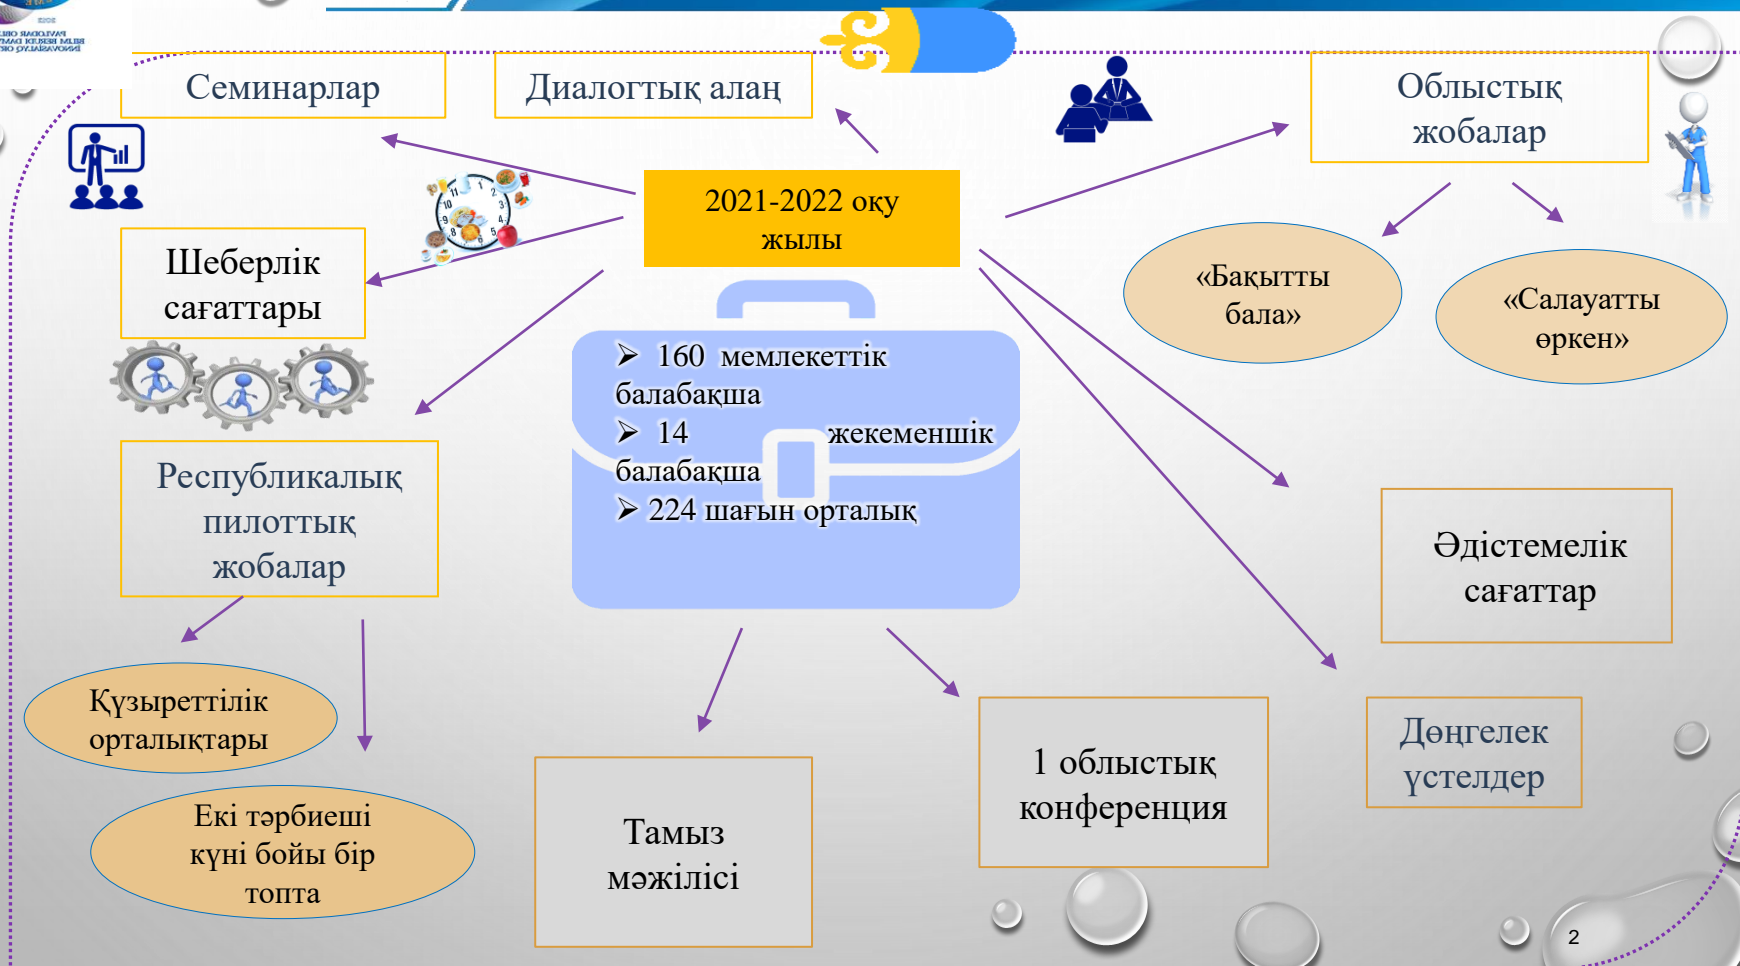 Семинарлар
Диалогтық алаң
Облыстық
жобалар
2021-2022 оқу
жылы
Шеберлік
сағаттары
«Бақытты
бала»
«Салауатты
өркен»
➢ 160 мемлекеттік
балабақша
➢ 14 жекеменшік
балабақша
➢ 224 шағын орталық
Республикалық
пилоттық
жобалар
Әдістемелік
сағаттар
Құзыреттілік
орталықтары
Екі тәрбиеші
күні бойы бір
топта
Тамыз
мәжілісі
1 облыстық
конференция
Дөңгелек
үстелдер
2